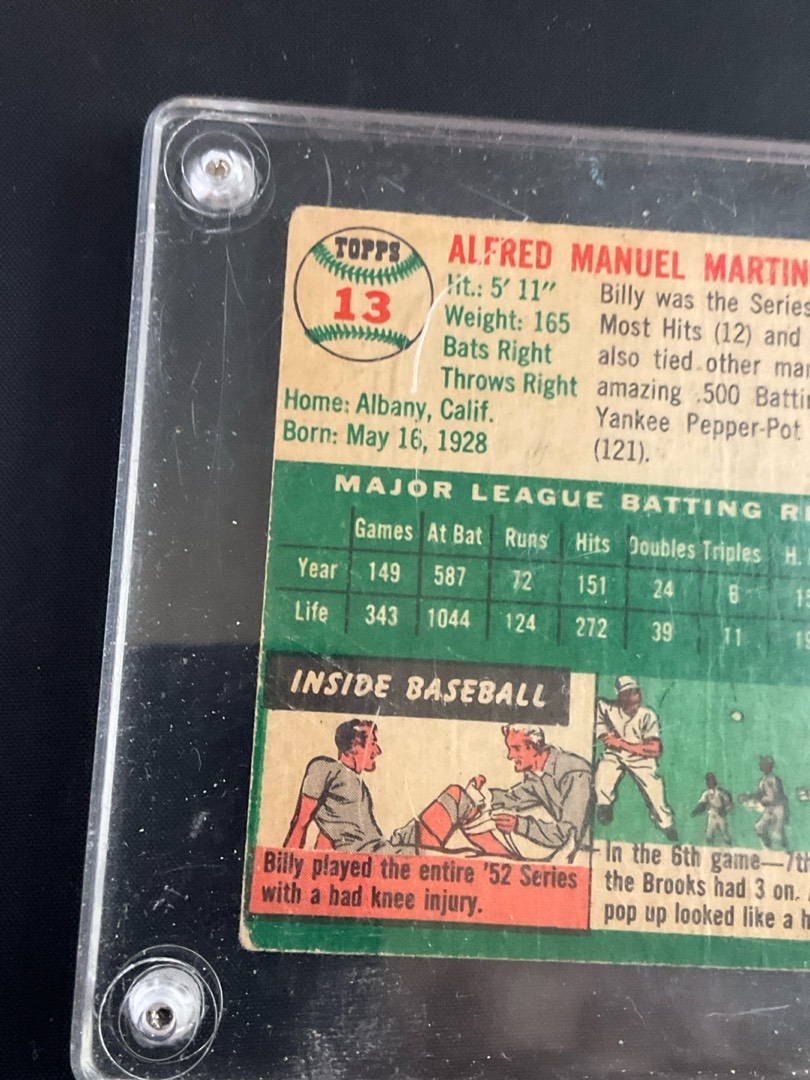 TOPPS
13
ALFRED MANUEL MARTIN
Ht.: 5' 11"
Weight: 165
Bats Right
Throws Right
Home: Albany, Calif.
Born: May 16, 1928
Billy was the Series
Most Hits (12) and
also tied other
amazing .500
Yankee Pepper-Pot
(121).
MAJOR LEAGUE BATTING
Games At Bat Runs Hits Doubles Triples H.
Year 149 587 72 151 24 6
Life 343 1044 124 272 39 11
INSIDE BASEBALL
Billy played the entire '52 Series
with a bad knee injury.
In the 6th game—7th
the Brooks had 3 on.
pop up looked like a